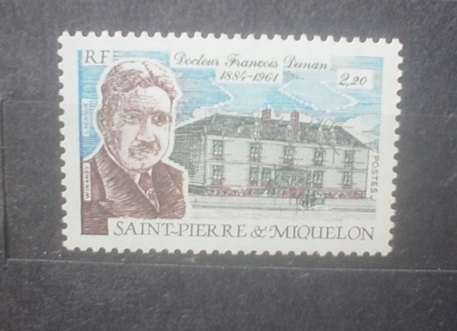 RF
Docteur François Dunan
1884-1961
2,20
POSTES
SAINT-PIERRE & MIQUELON